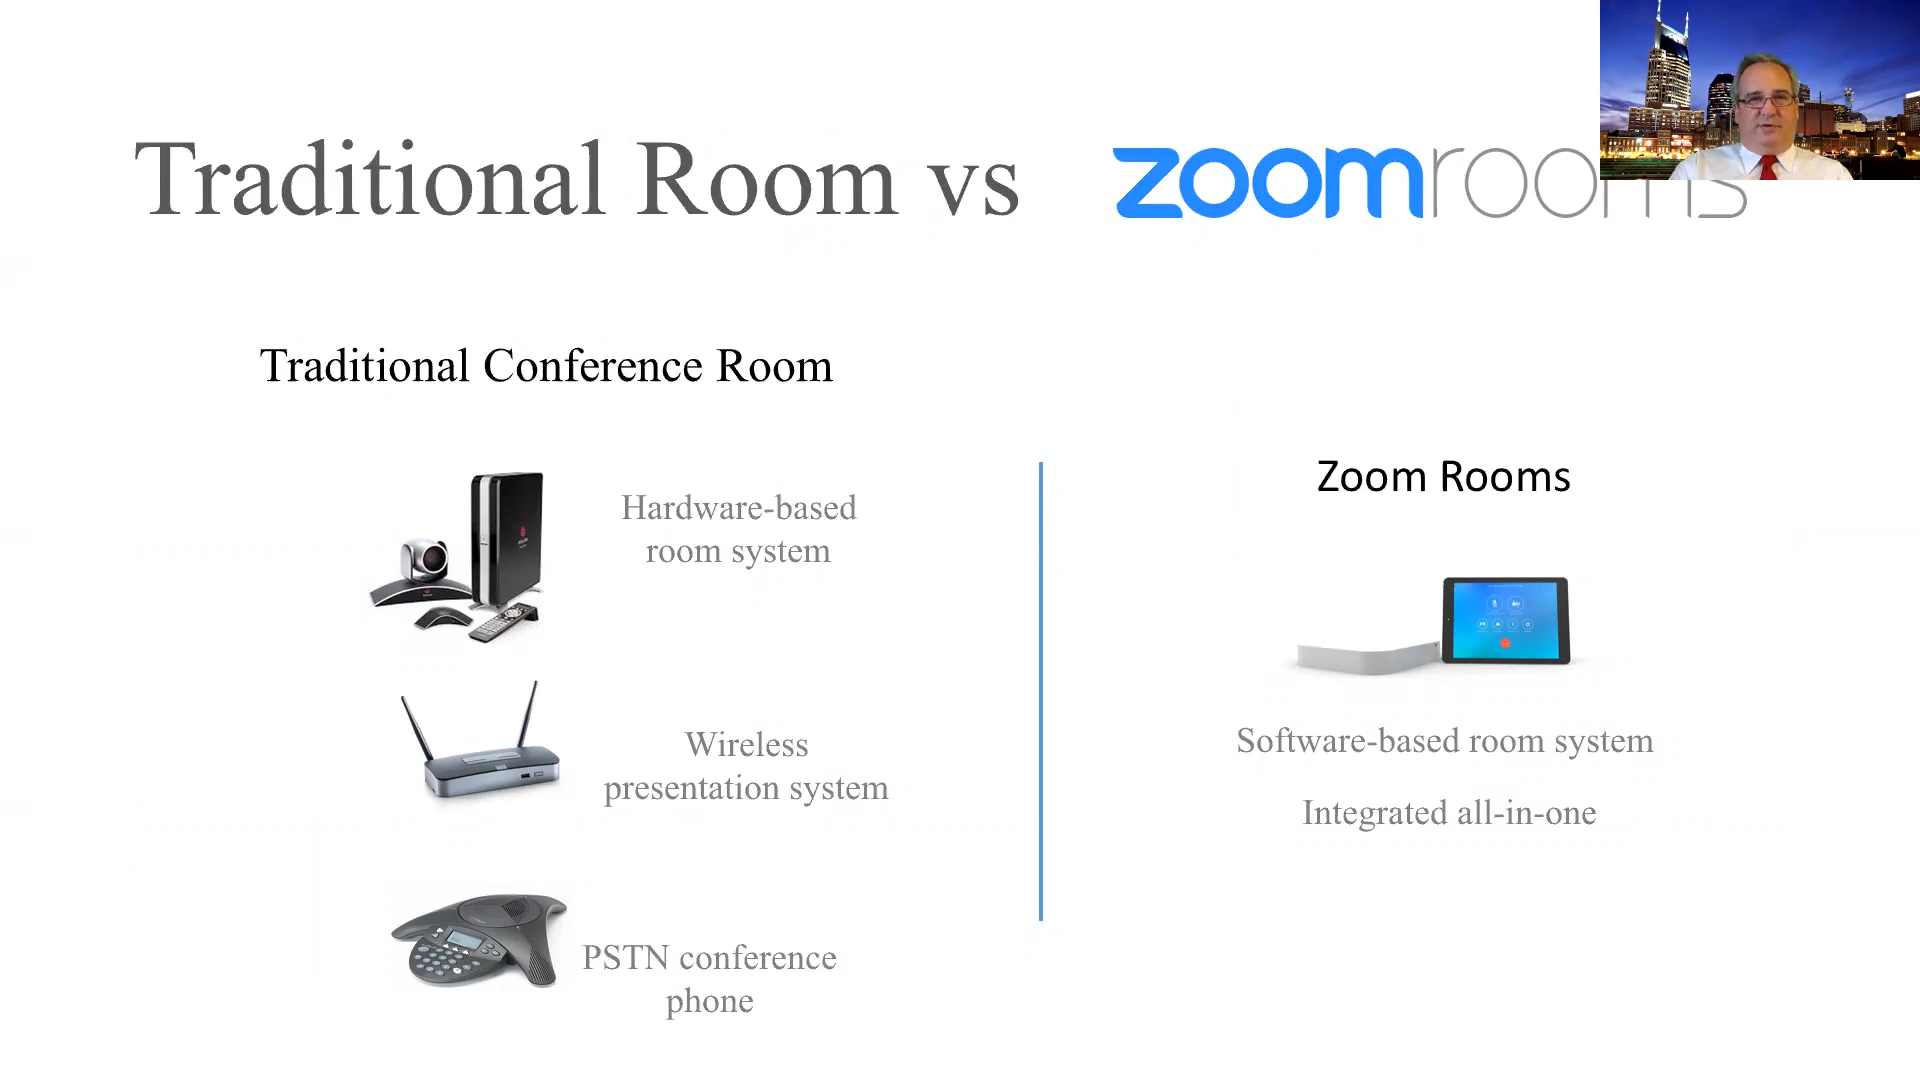 Traditional Room vs zoomrooms
Traditional Conference Room
Hardware-based
room system
Wireless
presentation system
PSTN conference
phone
Zoom Rooms
Software-based room system
Integrated all-in-one